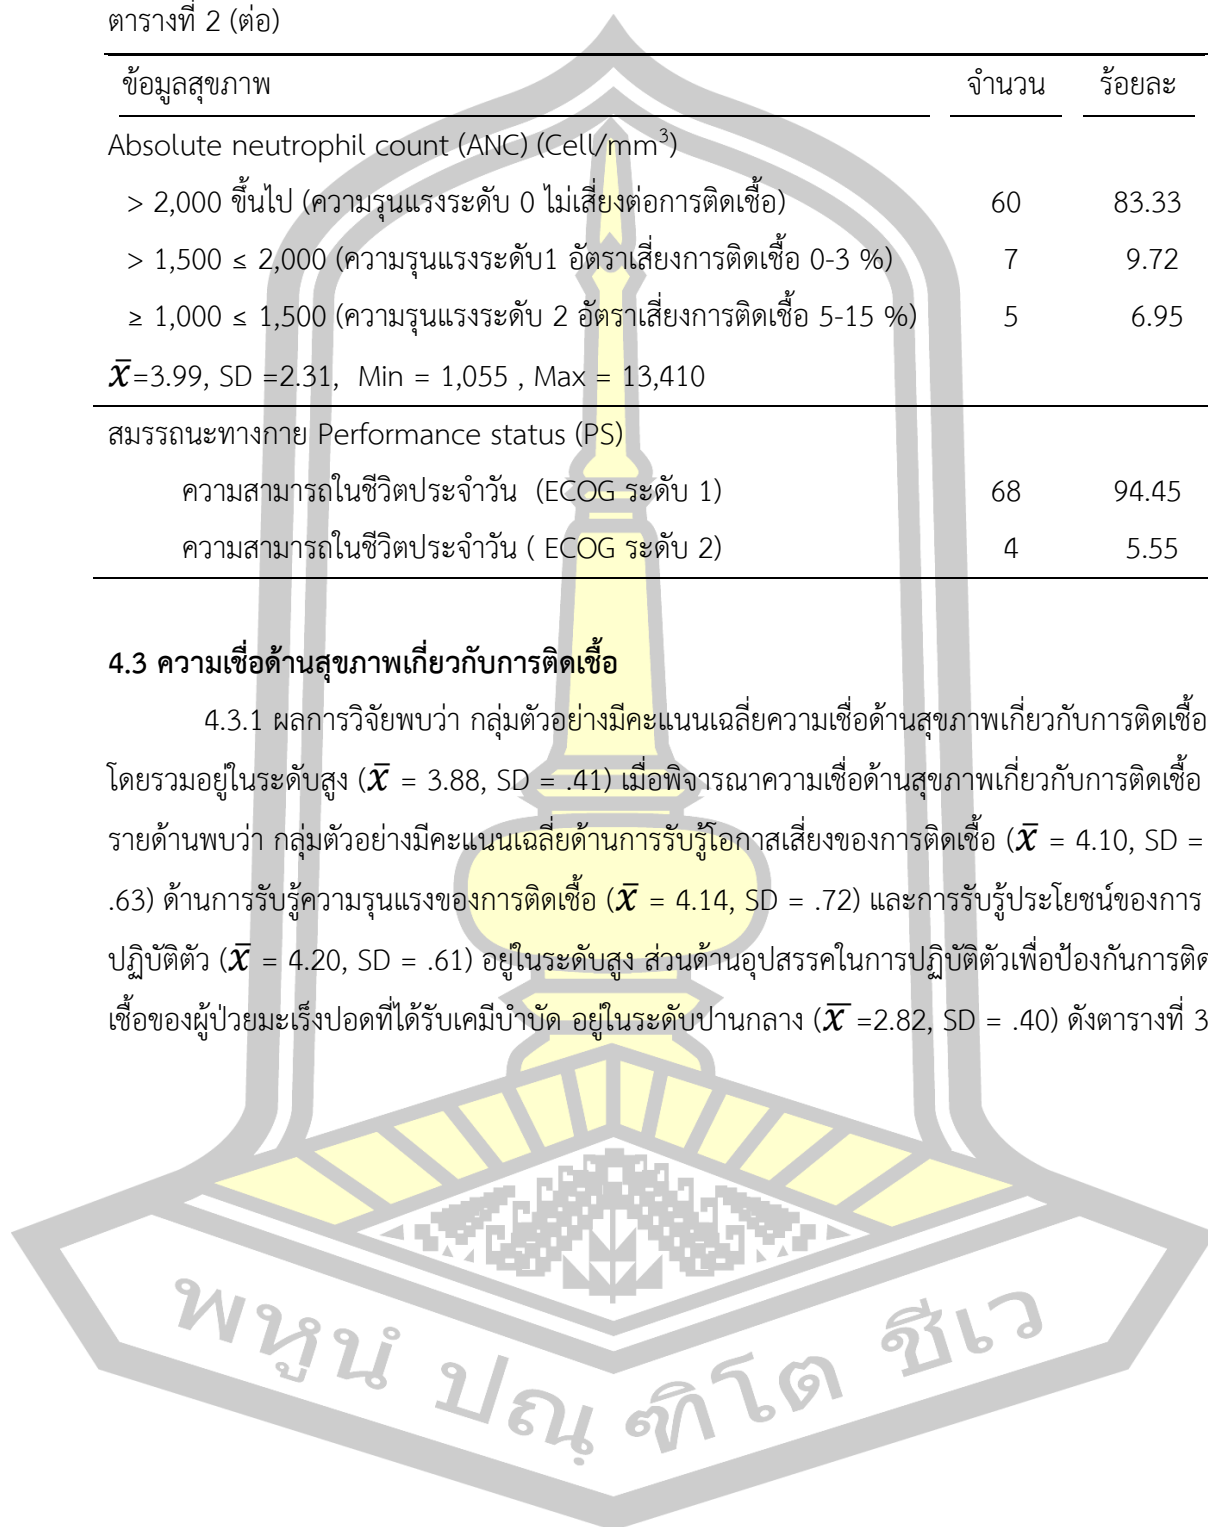 ตารางที่ 2 (ต่อ)
ข้อมูลสุขภาพ จำนวน ร้อยละ
Absolute neutrophil count (ANC) (Cell/mm³)
> 2,000 ขึ้นไป (ความรุนแรงระดับ 0 ไม่เสี่ยงต่อการติดเชื้อ) 60 83.33
> 1,500 ≤ 2,000 (ความรุนแรงระดับ1 อัตราเสี่ยงการติดเชื้อ 0-3 %) 7 9.72
≥ 1,000 ≤ 1,500 (ความรุนแรงระดับ 2 อัตราเสี่ยงการติดเชื้อ 5-15 %) 5 6.95
x̄=3.99, SD =2.31, Min = 1,055 , Max = 13,410
สมรรถนะทางกาย Performance status (PS)
ความสามารถในชีวิตประจำวัน (ECOG ระดับ 1) 68 94.45
ความสามารถในชีวิตประจำวัน ( ECOG ระดับ 2) 4 5.55
4.3 ความเชื่อด้านสุขภาพเกี่ยวกับการติดเชื้อ
4.3.1 ผลการวิจัยพบว่า กลุ่มตัวอย่างมีคะแนนเฉลี่ยความเชื่อด้านสุขภาพเกี่ยวกับการติดเชื้อ
โดยรวมอยู่ในระดับสูง (x̄ = 3.88, SD = .41) เมื่อพิจารณาความเชื่อด้านสุขภาพเกี่ยวกับการติดเชื้อ
รายด้านพบว่า กลุ่มตัวอย่างมีคะแนนเฉลี่ยด้านการรับรู้โอกาสเสี่ยงของการติดเชื้อ (x̄ = 4.10, SD =
.63) ด้านการรับรู้ความรุนแรงของการติดเชื้อ (x̄ = 4.14, SD = .72) และการรับรู้ประโยชน์ของการ
ปฏิบัติตัว (x̄ = 4.20, SD = .61) อยู่ในระดับสูง ส่วนด้านอุปสรรคในการปฏิบัติตัวเพื่อป้องกันการติด
เชื้อของผู้ป่วยมะเร็งปอดที่ได้รับเคมีบำบัด อยู่ในระดับปานกลาง (x̄ =2.82, SD = .40) ดังตารางที่ 3
พหูนํ ปณฺฑิโต ชีเว